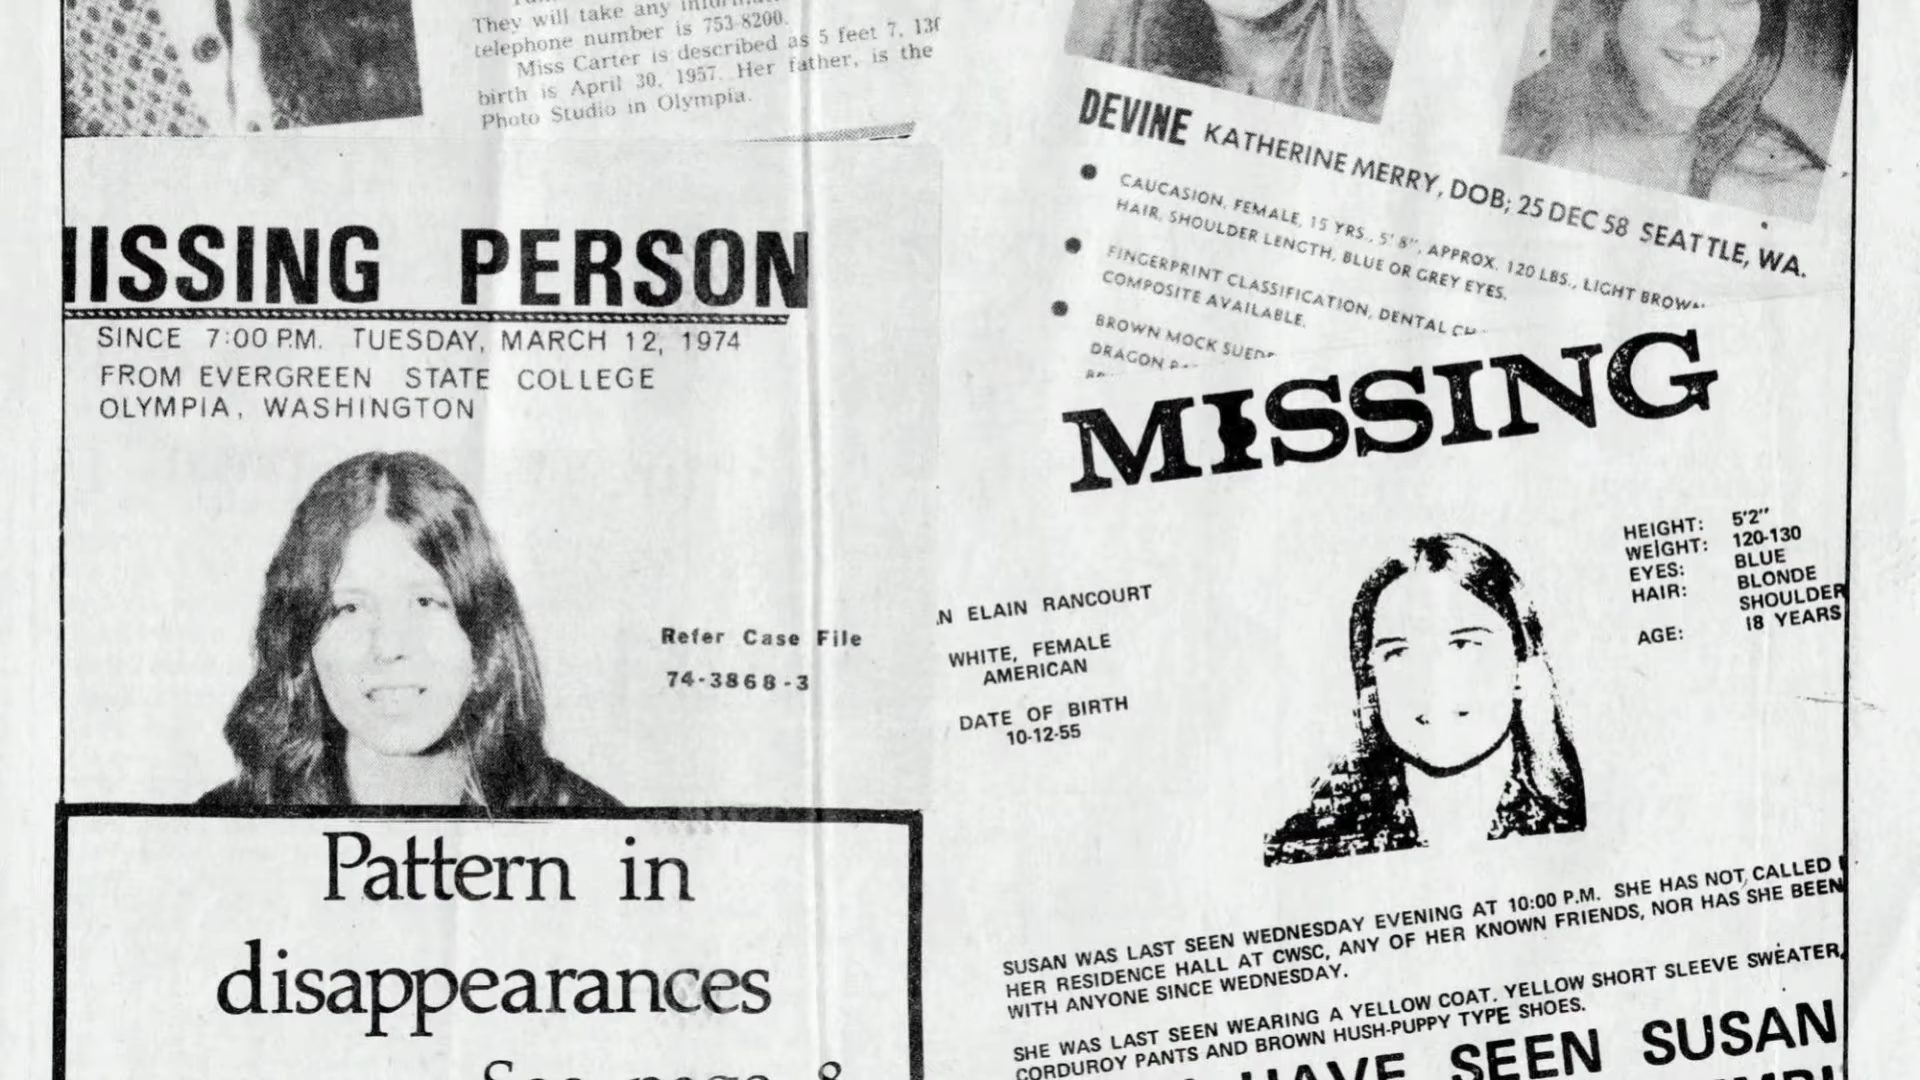 They will take any
telephone number is 753-8200.
Miss Carter is described as 5 feet 7, 130
birth is April 30, 1957. Her father, is the
Photo Studio in Olympia.
MISSING PERSON
SINCE 7:00 P.M. TUESDAY, MARCH 12, 1974
FROM EVERGREEN STATE COLLEGE
OLYMPIA, WASHINGTON
Refer Case File
74-3868-3
Pattern in
disappearances
See page 8
DEVINE KATHERINE MERRY, DOB; 25 DEC 58 SEATTLE, WA.
• CAUCASION, FEMALE, 15 YRS., 5' 8", APPROX. 120 LBS., LIGHT BROWN
HAIR, SHOULDER LENGTH, BLUE OR GREY EYES.
• FINGERPRINT CLASSIFICATION, DENTAL
COMPOSITE AVAILABLE.
• BROWN MOCK SUEDE
DRAGON
MISSING
N ELAIN RANCOURT
WHITE, FEMALE
AMERICAN
DATE OF BIRTH
10-12-55
HEIGHT: 5'2"
WEIGHT: 120-130
EYES: BLUE
HAIR: BLONDE
SHOULDER
AGE: 18 YEARS
SUSAN WAS LAST SEEN WEDNESDAY EVENING AT 10:00 P.M. SHE HAS NOT CALLED
HER RESIDENCE HALL AT CWSC, ANY OF HER KNOWN FRIENDS, NOR HAS SHE BEEN
WITH ANYONE SINCE WEDNESDAY.
SHE WAS LAST SEEN WEARING A YELLOW COAT, YELLOW SHORT SLEEVE SWEATER,
CORDUROY PANTS AND BROWN HUSH-PUPPY TYPE SHOES.
HAVE SEEN SUSAN